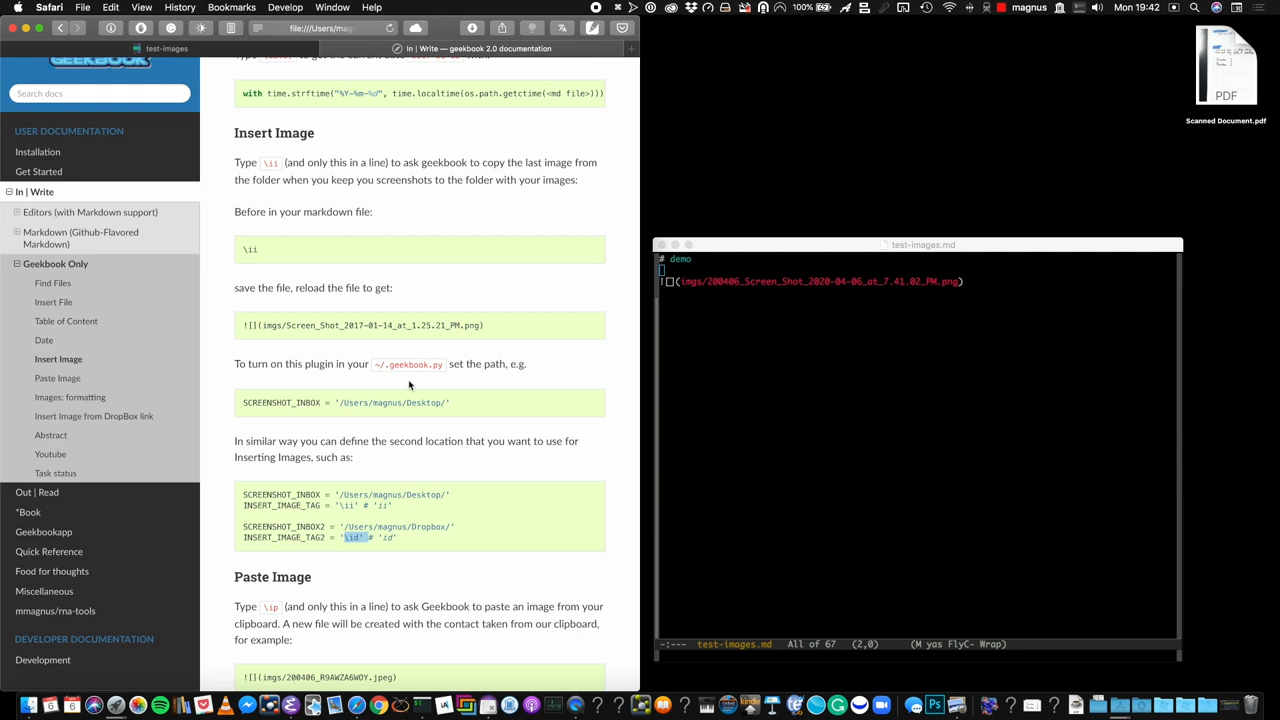 Safari File Edit View History Bookmarks Develop Window Help
100% magnus Mon 19:42
file:///Users/mag
test-images
In | Write — geekbook 2.0 documentation
GEEKBOOK
Search docs
USER DOCUMENTATION
Installation
Get Started
In | Write
Editors (with Markdown support)
Markdown (Github-Flavored
Markdown)
Geekbook Only
Find Files
Insert File
Table of Content
Date
Insert Image
Paste Image
Images: formatting
Insert Image from DropBox link
Abstract
Youtube
Task status
Out | Read
*Book
Geekbookapp
Quick Reference
Food for thoughts
Miscellaneous
mmagnus/rna-tools
DEVELOPER DOCUMENTATION
Development
with time.strftime("%Y-%m-%d", time.localtime(os.path.getctime(<md file>)))
Insert Image
Type \ii (and only this in a line) to ask geekbook to copy the last image from
the folder when you keep you screenshots to the folder with your images:
Before in your markdown file:
\ii
save the file, reload the file to get:
![](imgs/Screen_Shot_2017-01-14_at_1.25.21_PM.png)
To turn on this plugin in your ~/.geekbook.py set the path, e.g.
SCREENSHOT_INBOX = '/Users/magnus/Desktop/'
In similar way you can define the second location that you want to use for
Inserting Images, such as:
SCREENSHOT_INBOX = '/Users/magnus/Desktop/'
INSERT_IMAGE_TAG = '\ii' # 'ii'
SCREENSHOT_INBOX2 = '/Users/magnus/Dropbox/'
INSERT_IMAGE_TAG2 = '\id' # 'id'
Paste Image
Type \ip (and only this in a line) to ask Geekbook to paste an image from your
clipboard. A new file will be created with the contact taken from our clipboard,
for example:
![](imgs/200406_R9AWZA6WOY.jpeg)
PDF
Scanned Document.pdf
test-images.md
# demo
![](imgs/200406_Screen_Shot_2020-04-06_at_7.41.02_PM.png)
-:--- test-images.md All of 67 (2,0) (M yas FlyC- Wrap)